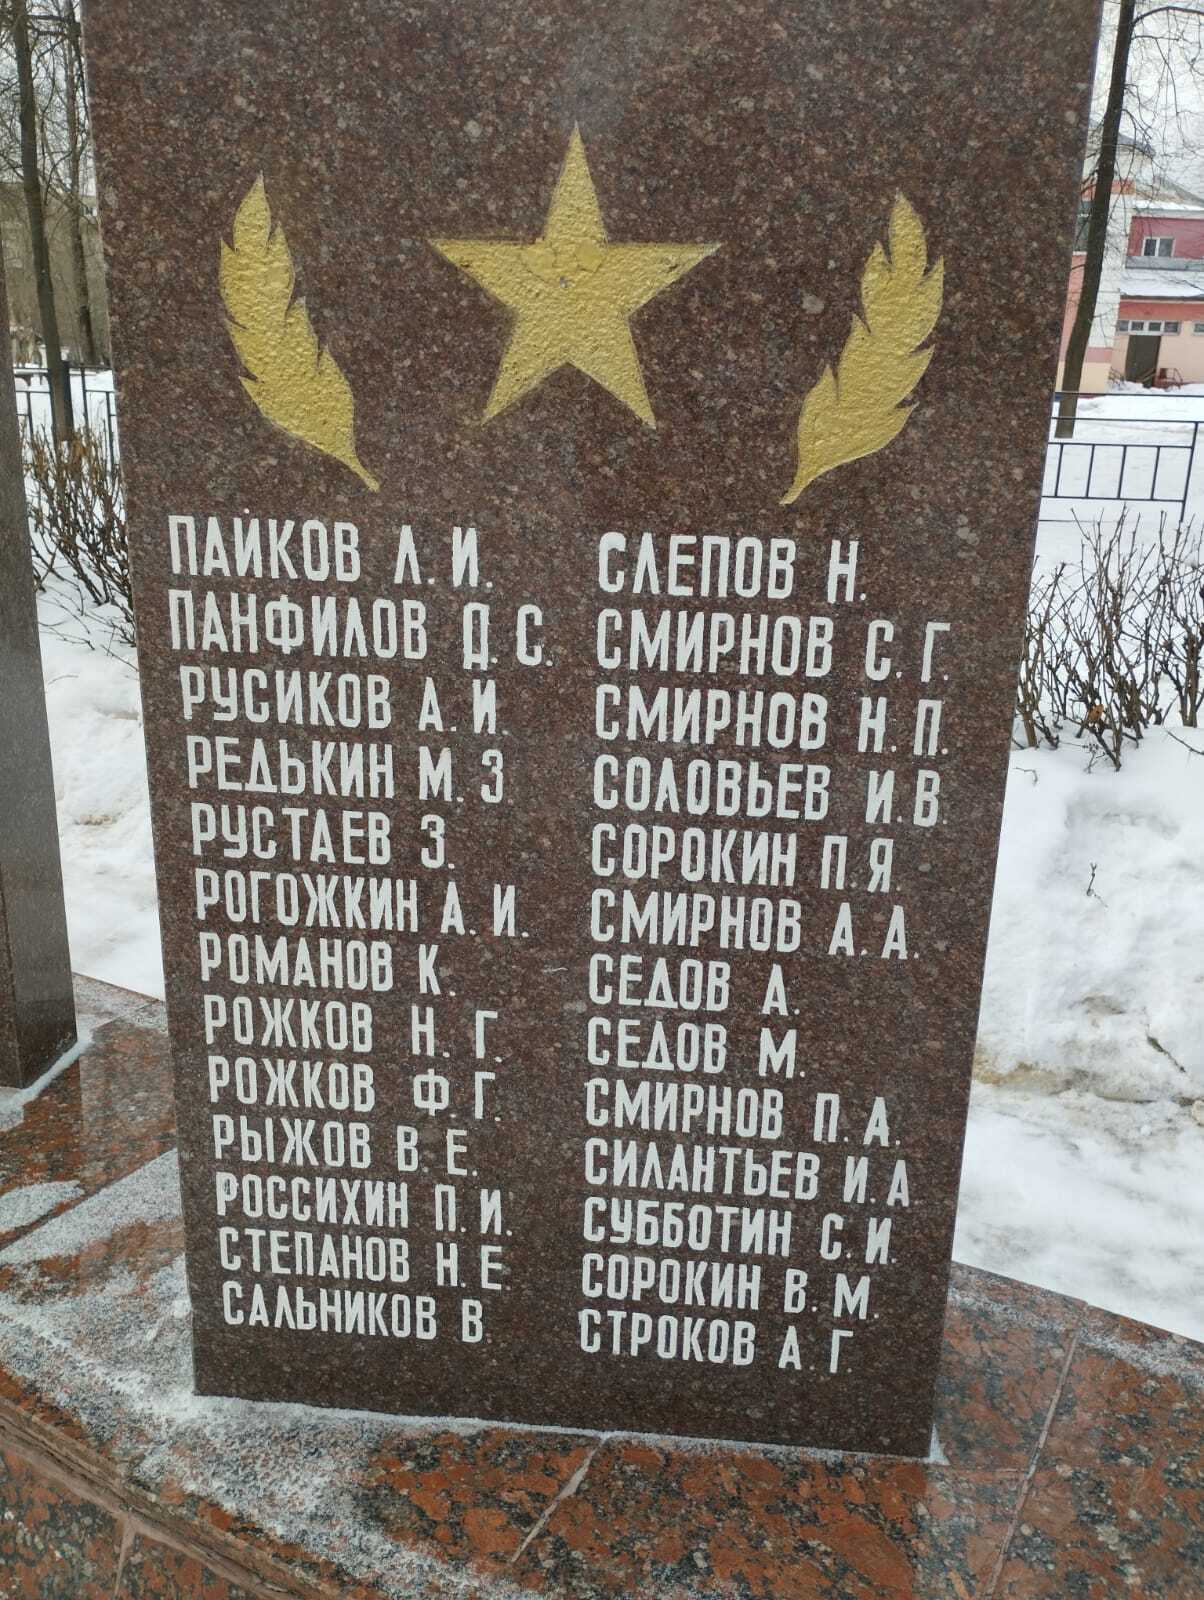 ПАЙКОВ Л. И.
ПАНФИЛОВ Д. С.
РУСИКОВ А. И.
РЕДЬКИН М. З
РУСТАЕВ З.
РОГОЖКИН А. И.
РОМАНОВ К.
РОЖКОВ Н. Г.
РОЖКОВ Ф. Г.
РЫЖОВ В. Е.
РОССИХИН П. И.
СТЕПАНОВ Н. Е.
САЛЬНИКОВ В.
СЛЕПОВ Н.
СМИРНОВ С. Г.
СМИРНОВ Н. П.
СОЛОВЬЕВ И. В.
СОРОКИН П. Я.
СМИРНОВ А. А.
СЕДОВ А.
СЕДОВ М.
СМИРНОВ П. А.
СИЛАНТЬЕВ И. А
СУББОТИН С. И.
СОРОКИН В. М.
СТРОКОВ А. Г.